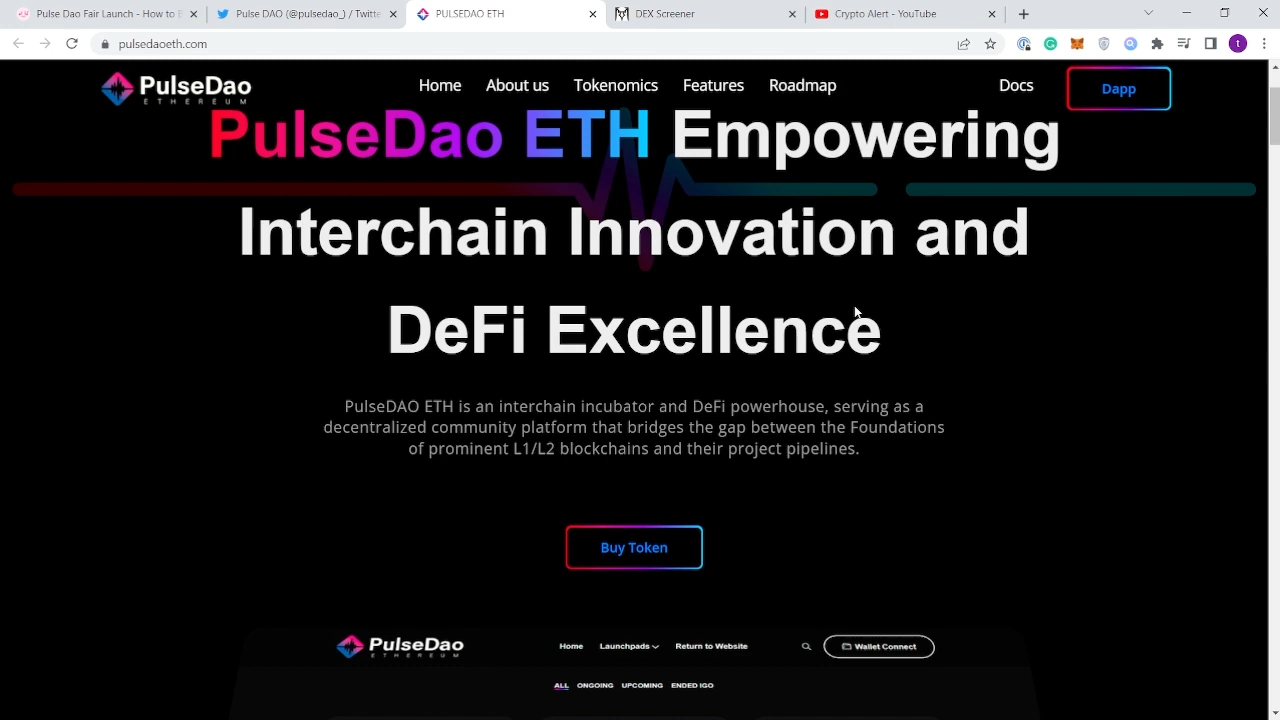 Pulse Dao Fair Launch - How to E
Pulse DAO (@pulsedao_) / Twitte
PULSEDAO ETH
DEX Screener
Crypto Alert - YouTube
pulsedaoeth.com
t
PulseDao
ETHEREUM
Home
About us
Tokenomics
Features
Roadmap
Docs
Dapp
PulseDao ETH Empowering
Interchain Innovation and
DeFi Excellence
PulseDAO ETH is an interchain incubator and DeFi powerhouse, serving as a
decentralized community platform that bridges the gap between the Foundations
of prominent L1/L2 blockchains and their project pipelines.
Buy Token
PulseDao
ETHEREUM
Home
Launchpads
Return to Website
Wallet Connect
ALL
ONGOING
UPCOMING
ENDED IGO